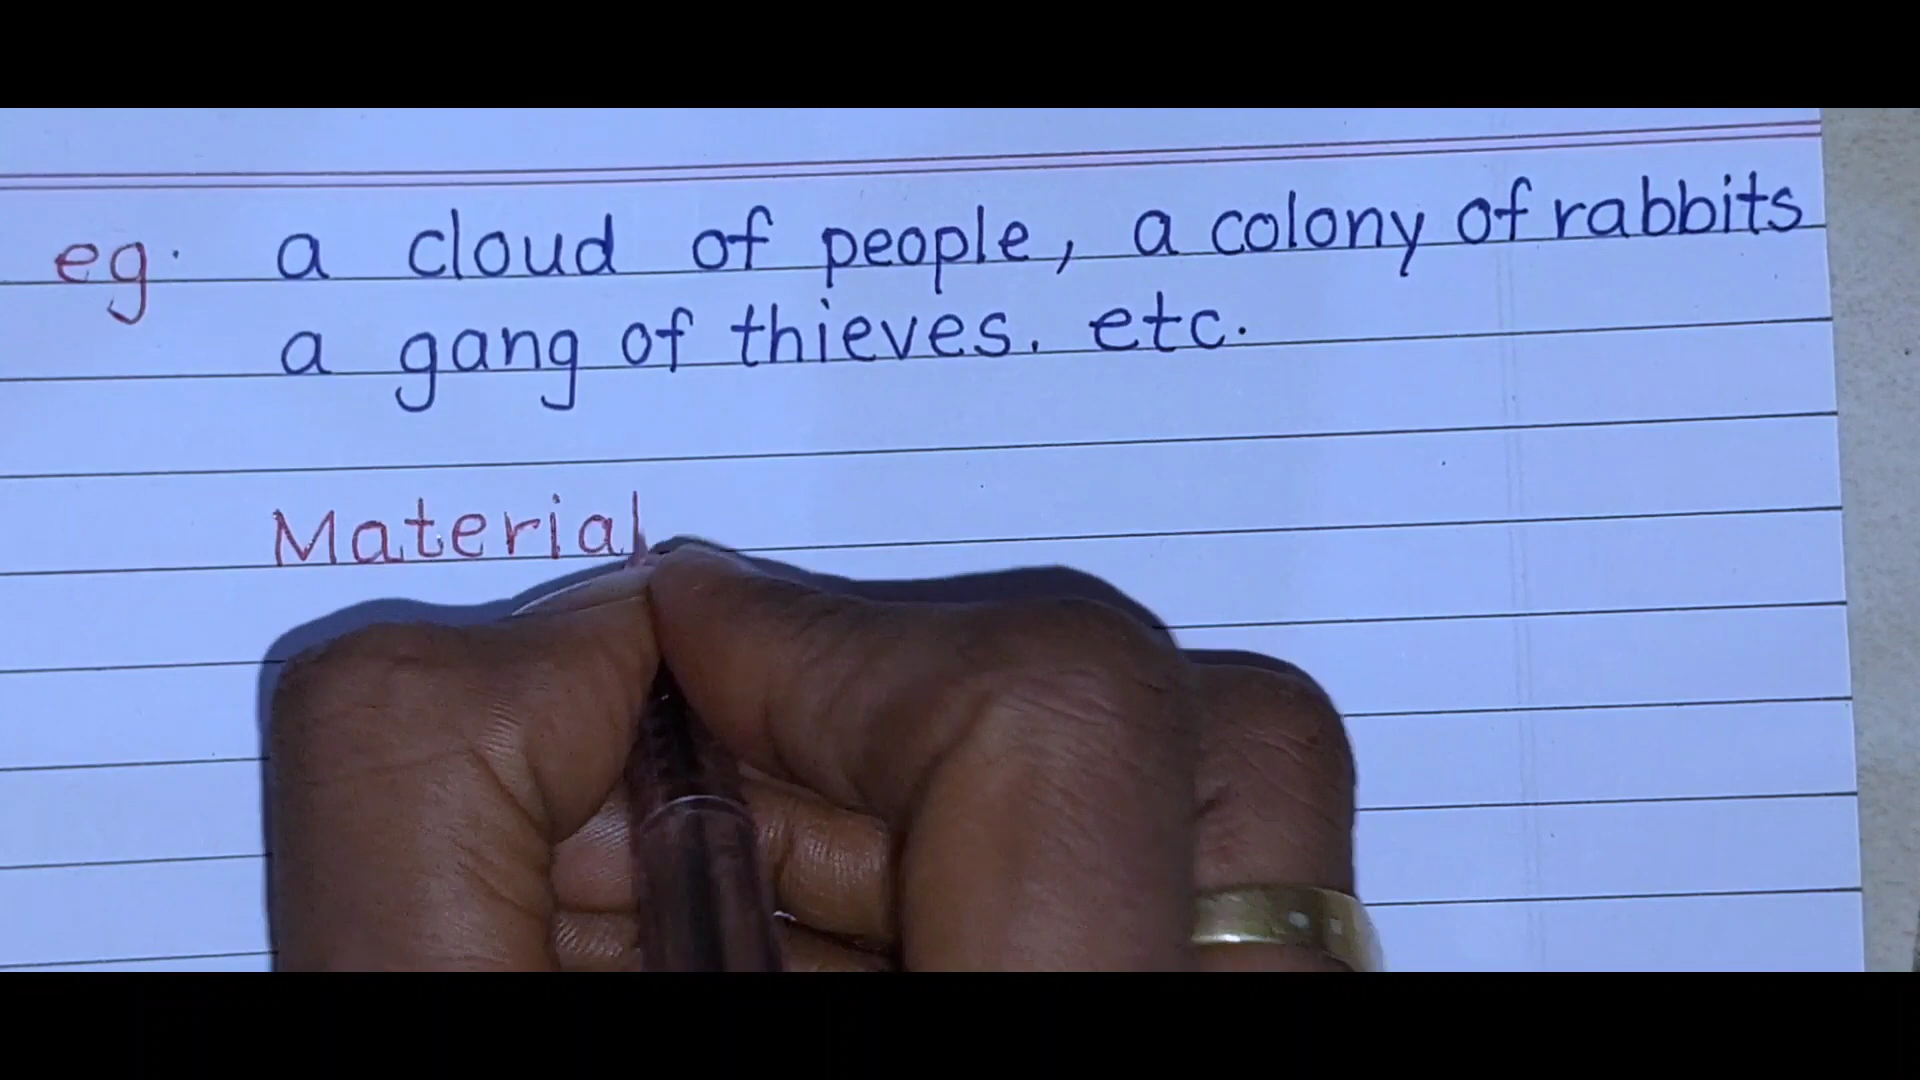 eg. a cloud of people, a colony of rabbits
a gang of thieves. etc.
Material